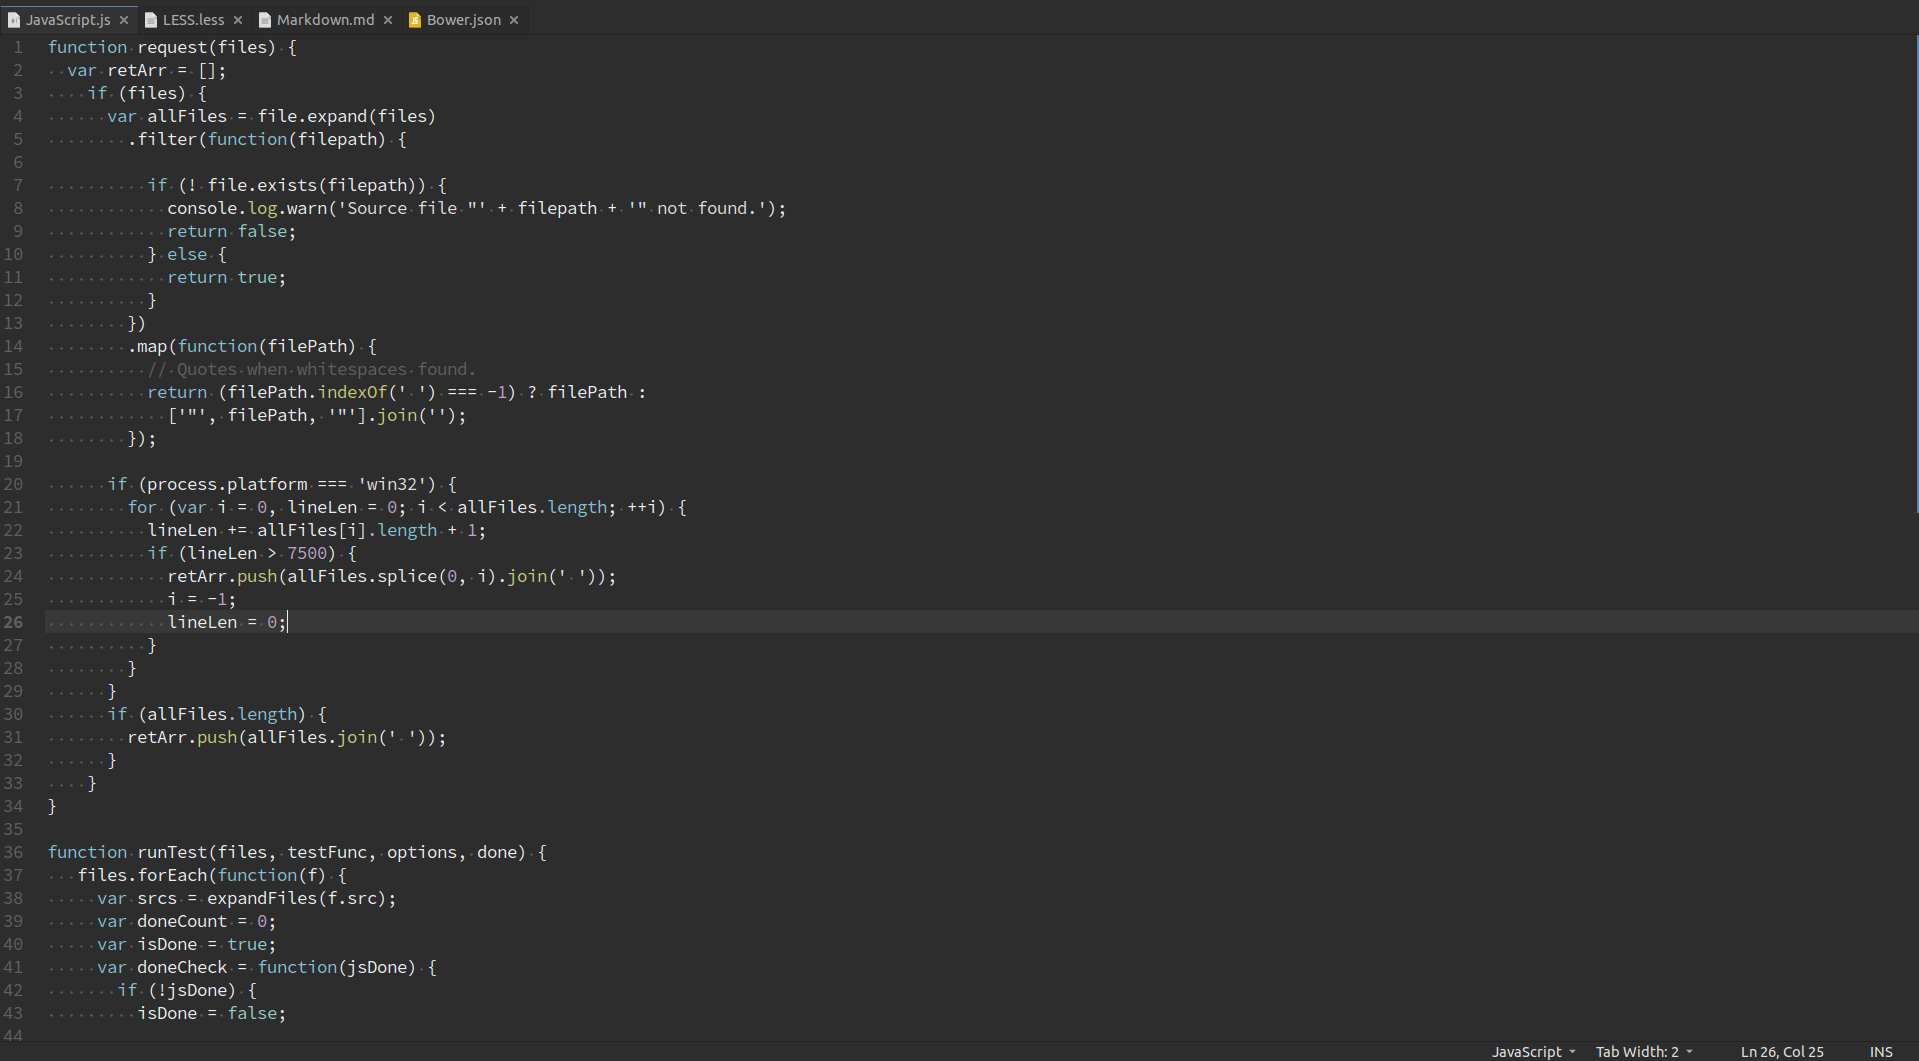 JavaScript.js × LESS.less × Markdown.md × Bower.json ×
1 function request(files) {
2   var retArr = [];
3     if (files) {
4       var allFiles = file.expand(files)
5         .filter(function(filepath) {
6
7           if (! file.exists(filepath)) {
8             console.log.warn('Source file "' + filepath + '" not found.');
9             return false;
10           } else {
11             return true;
12           }
13         })
14         .map(function(filePath) {
15           // Quotes when whitespaces found.
16           return (filePath.indexOf(' ') === -1) ? filePath :
17             ['"', filePath, '"'].join('');
18         });
19
20       if (process.platform === 'win32') {
21         for (var i = 0, lineLen = 0; i < allFiles.length; ++i) {
22           lineLen += allFiles[i].length + 1;
23           if (lineLen > 7500) {
24             retArr.push(allFiles.splice(0, i).join(' '));
25             i = -1;
26             lineLen = 0;
27           }
28         }
29       }
30       if (allFiles.length) {
31         retArr.push(allFiles.join(' '));
32       }
33     }
34 }
35
36 function runTest(files, testFunc, options, done) {
37    files.forEach(function(f) {
38      var srcs = expandFiles(f.src);
39      var doneCount = 0;
40      var isDone = true;
41      var doneCheck = function(jsDone) {
42        if (!jsDone) {
43          isDone = false;
44
JavaScript Tab Width: 2 Ln 26, Col 25 INS